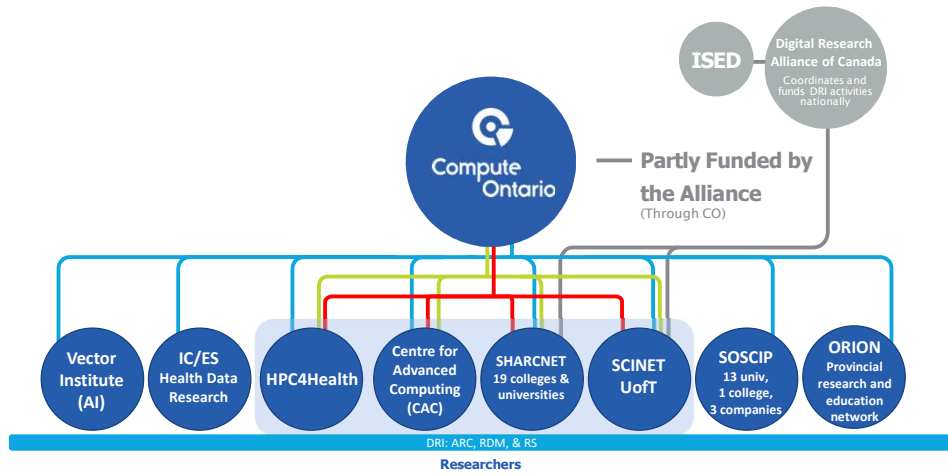 ISED
Digital Research
Alliance of Canada
Coordinates and
funds DRI activities
nationally
Compute
Ontario
Partly Funded by
the Alliance
(Through CO)
Vector
Institute
(AI)
IC/ES
Health Data
Research
HPC4Health
Centre for
Advanced
Computing
(CAC)
SHARCNET
19 colleges &
universities
SCINET
UofT
SOSCIP
13 univ,
1 college,
3 companies
ORION
Provincial
research and
education
network
DRI: ARC, RDM, & RS
Researchers